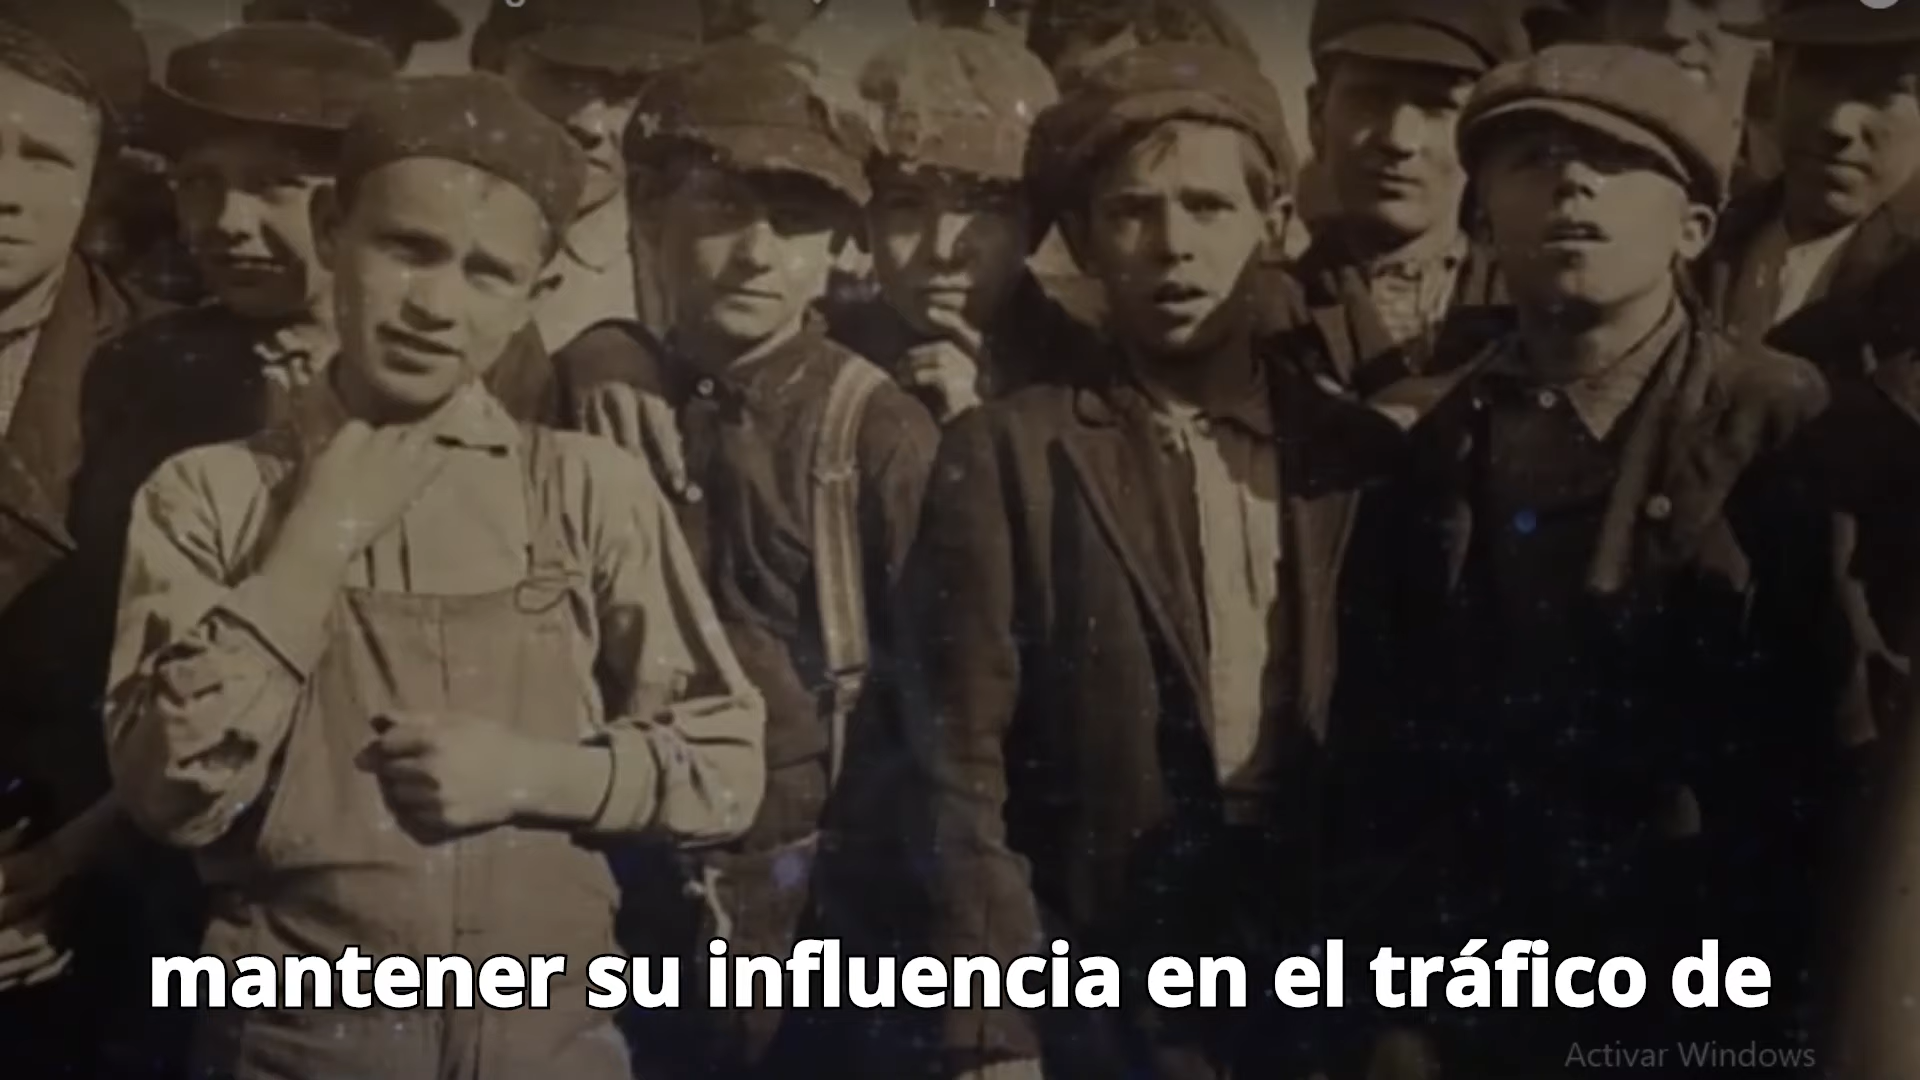 mantener su influencia en el tráfico de
Activar Windows